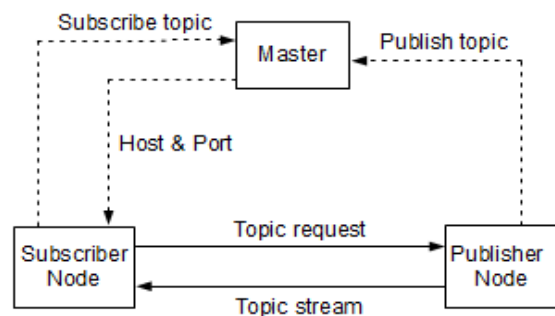 Subscribe topic
Master
Publish topic
Host & Port
Topic request
Subscriber
Node
Publisher
Node
Topic stream